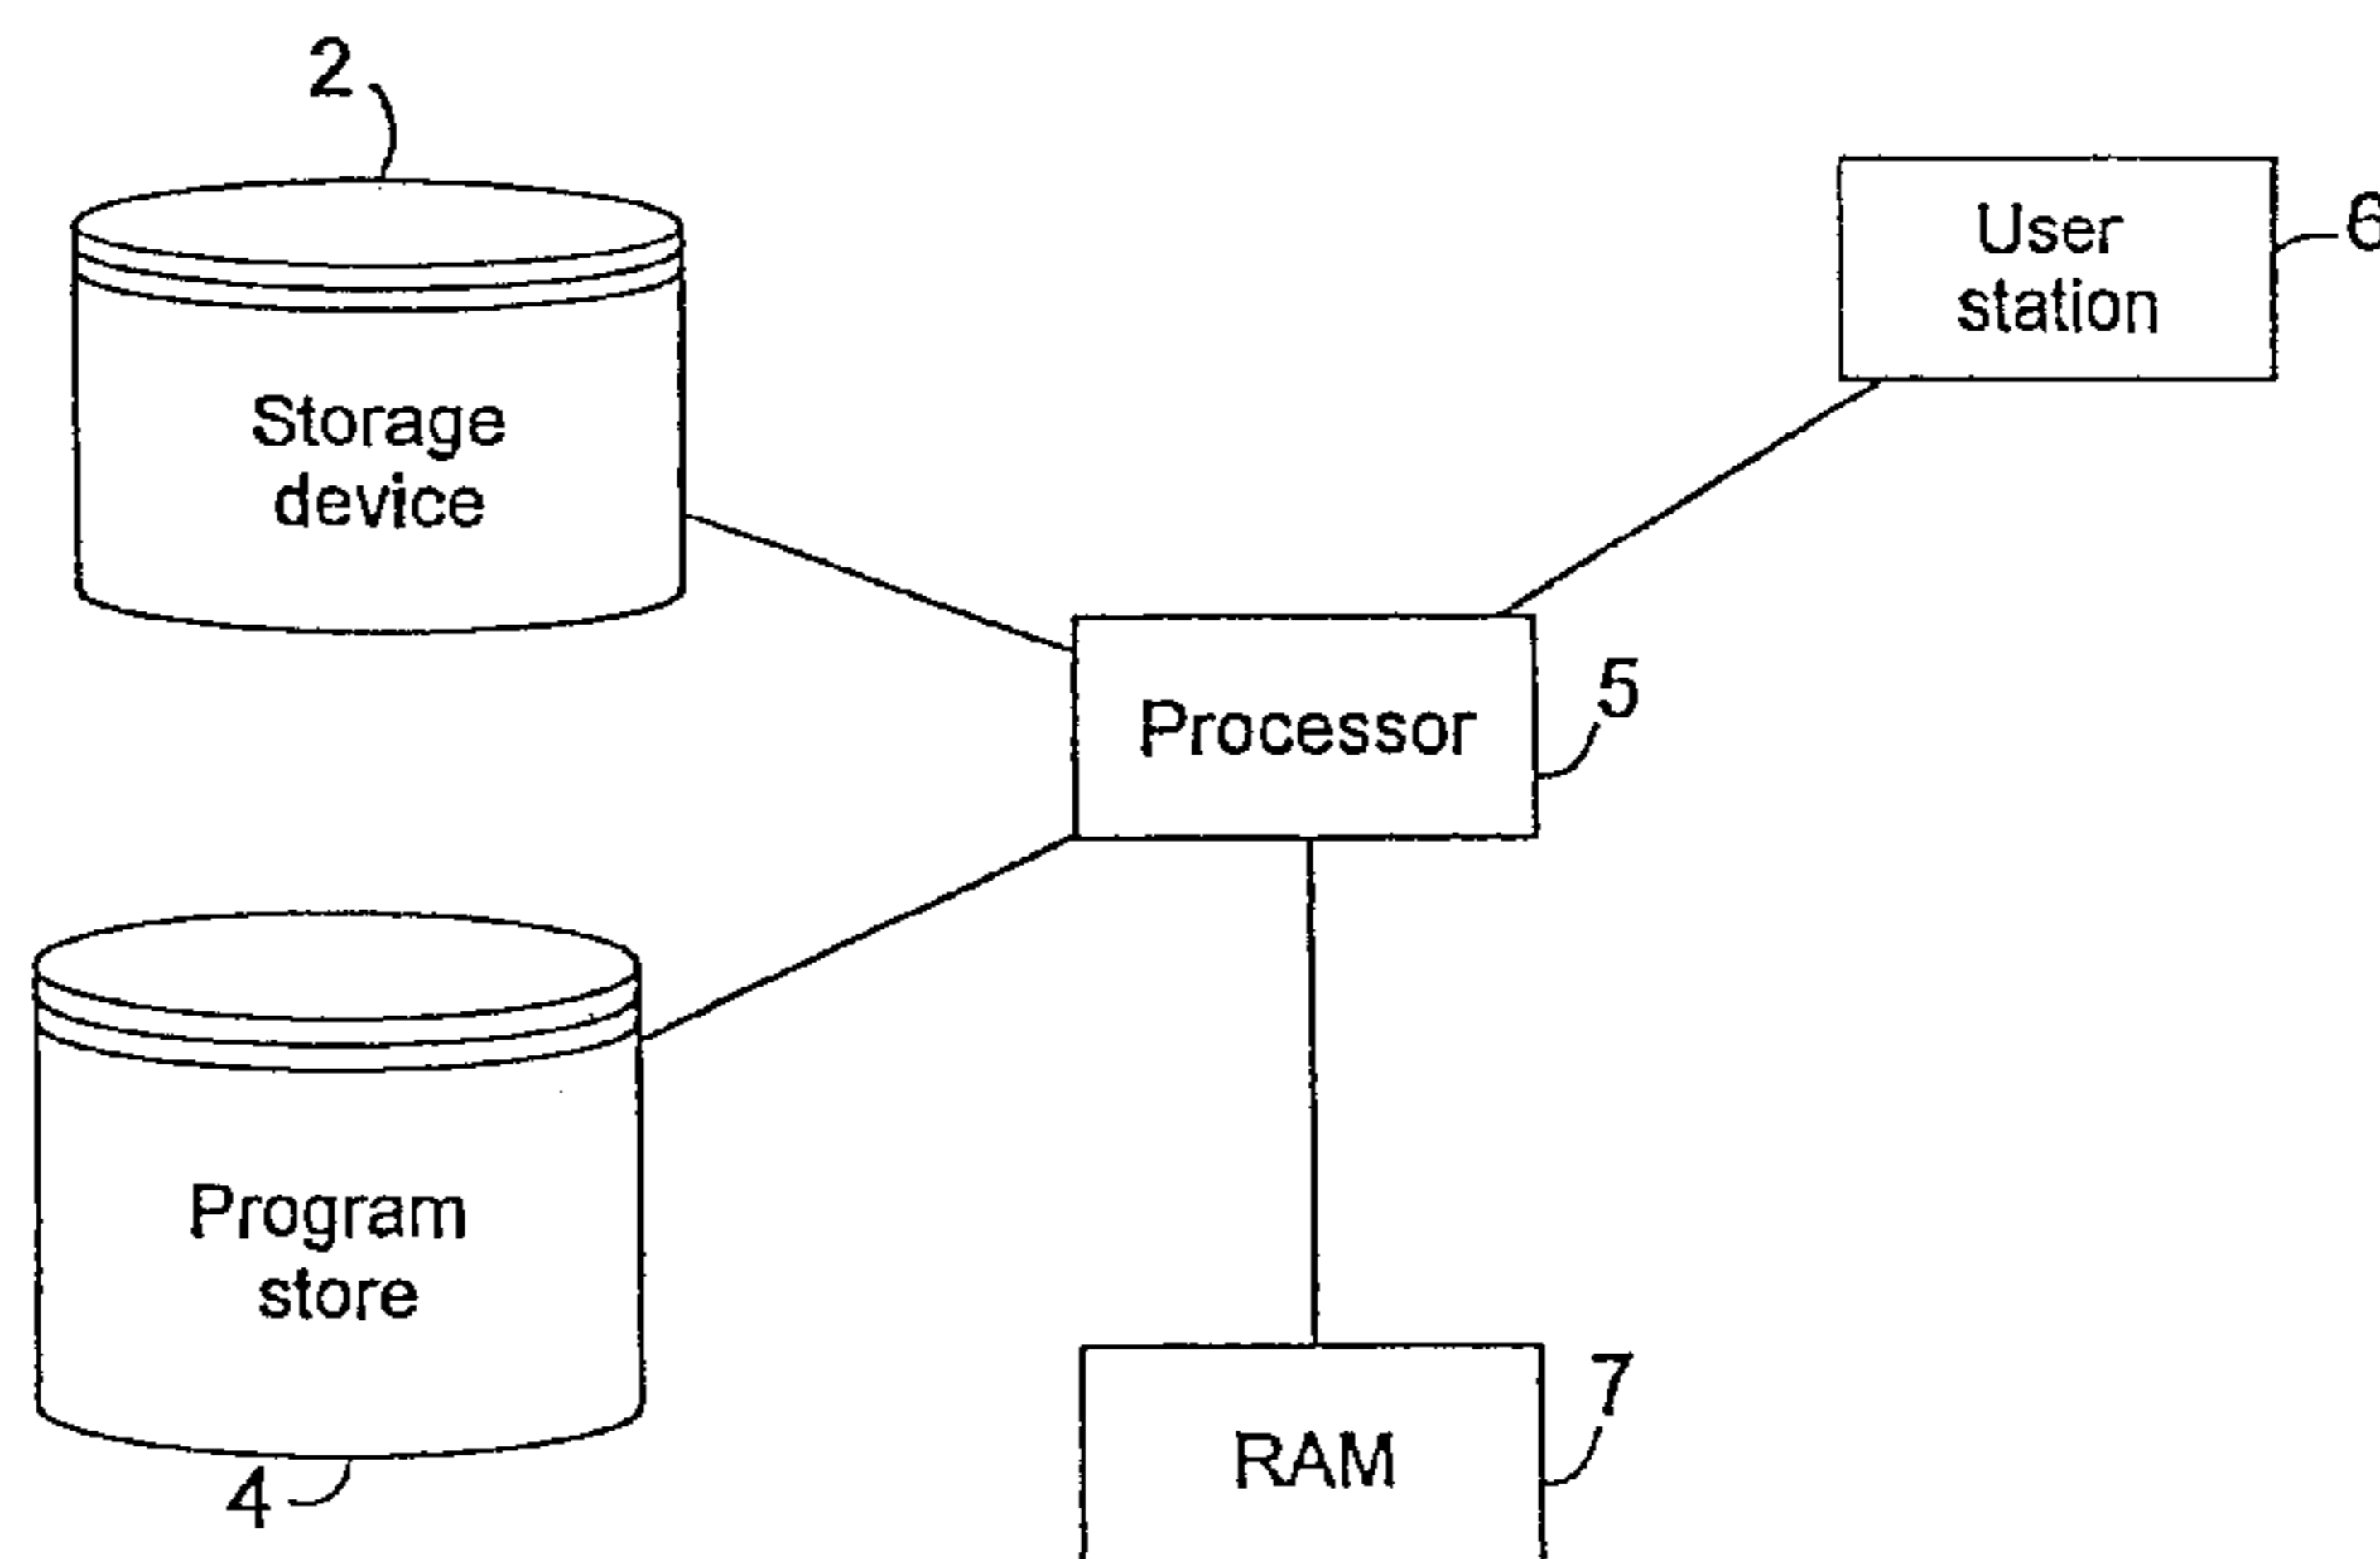 2
Storage
device
User
station
6
Processor
5
Program
store
4
RAM
7